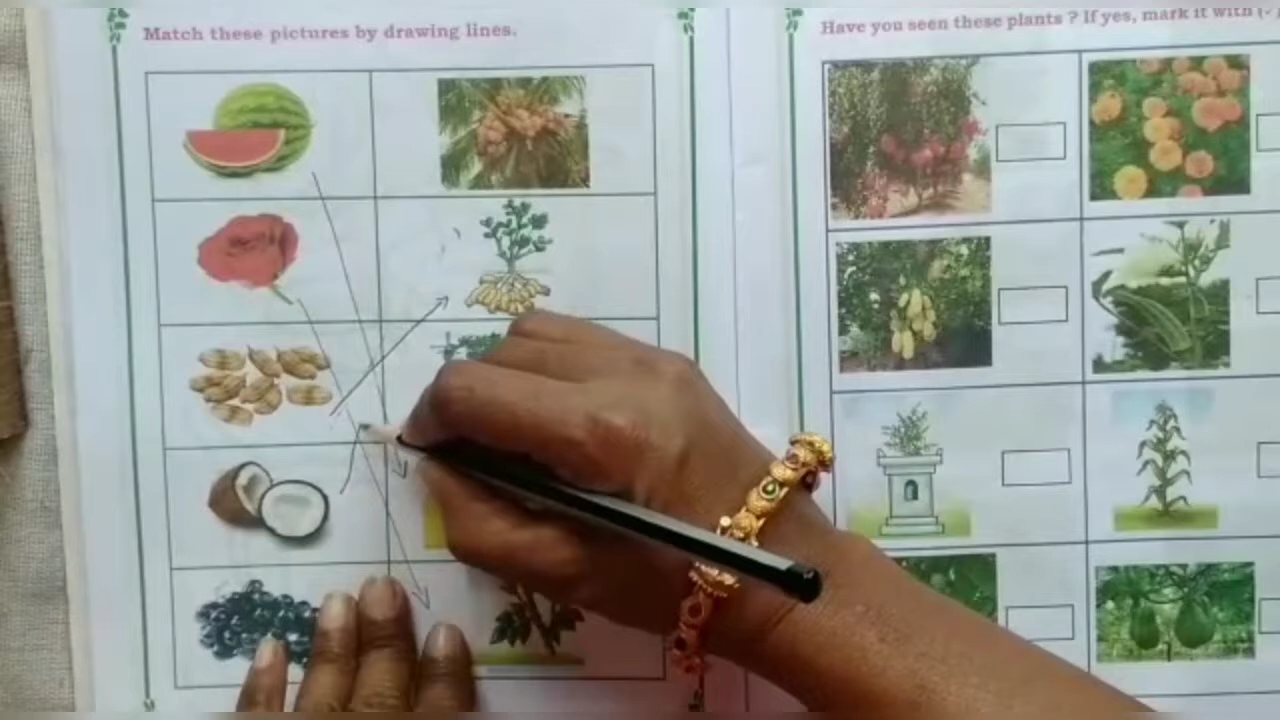 Match these pictures by drawing lines.
Have you seen these plants ? If yes, mark it with (